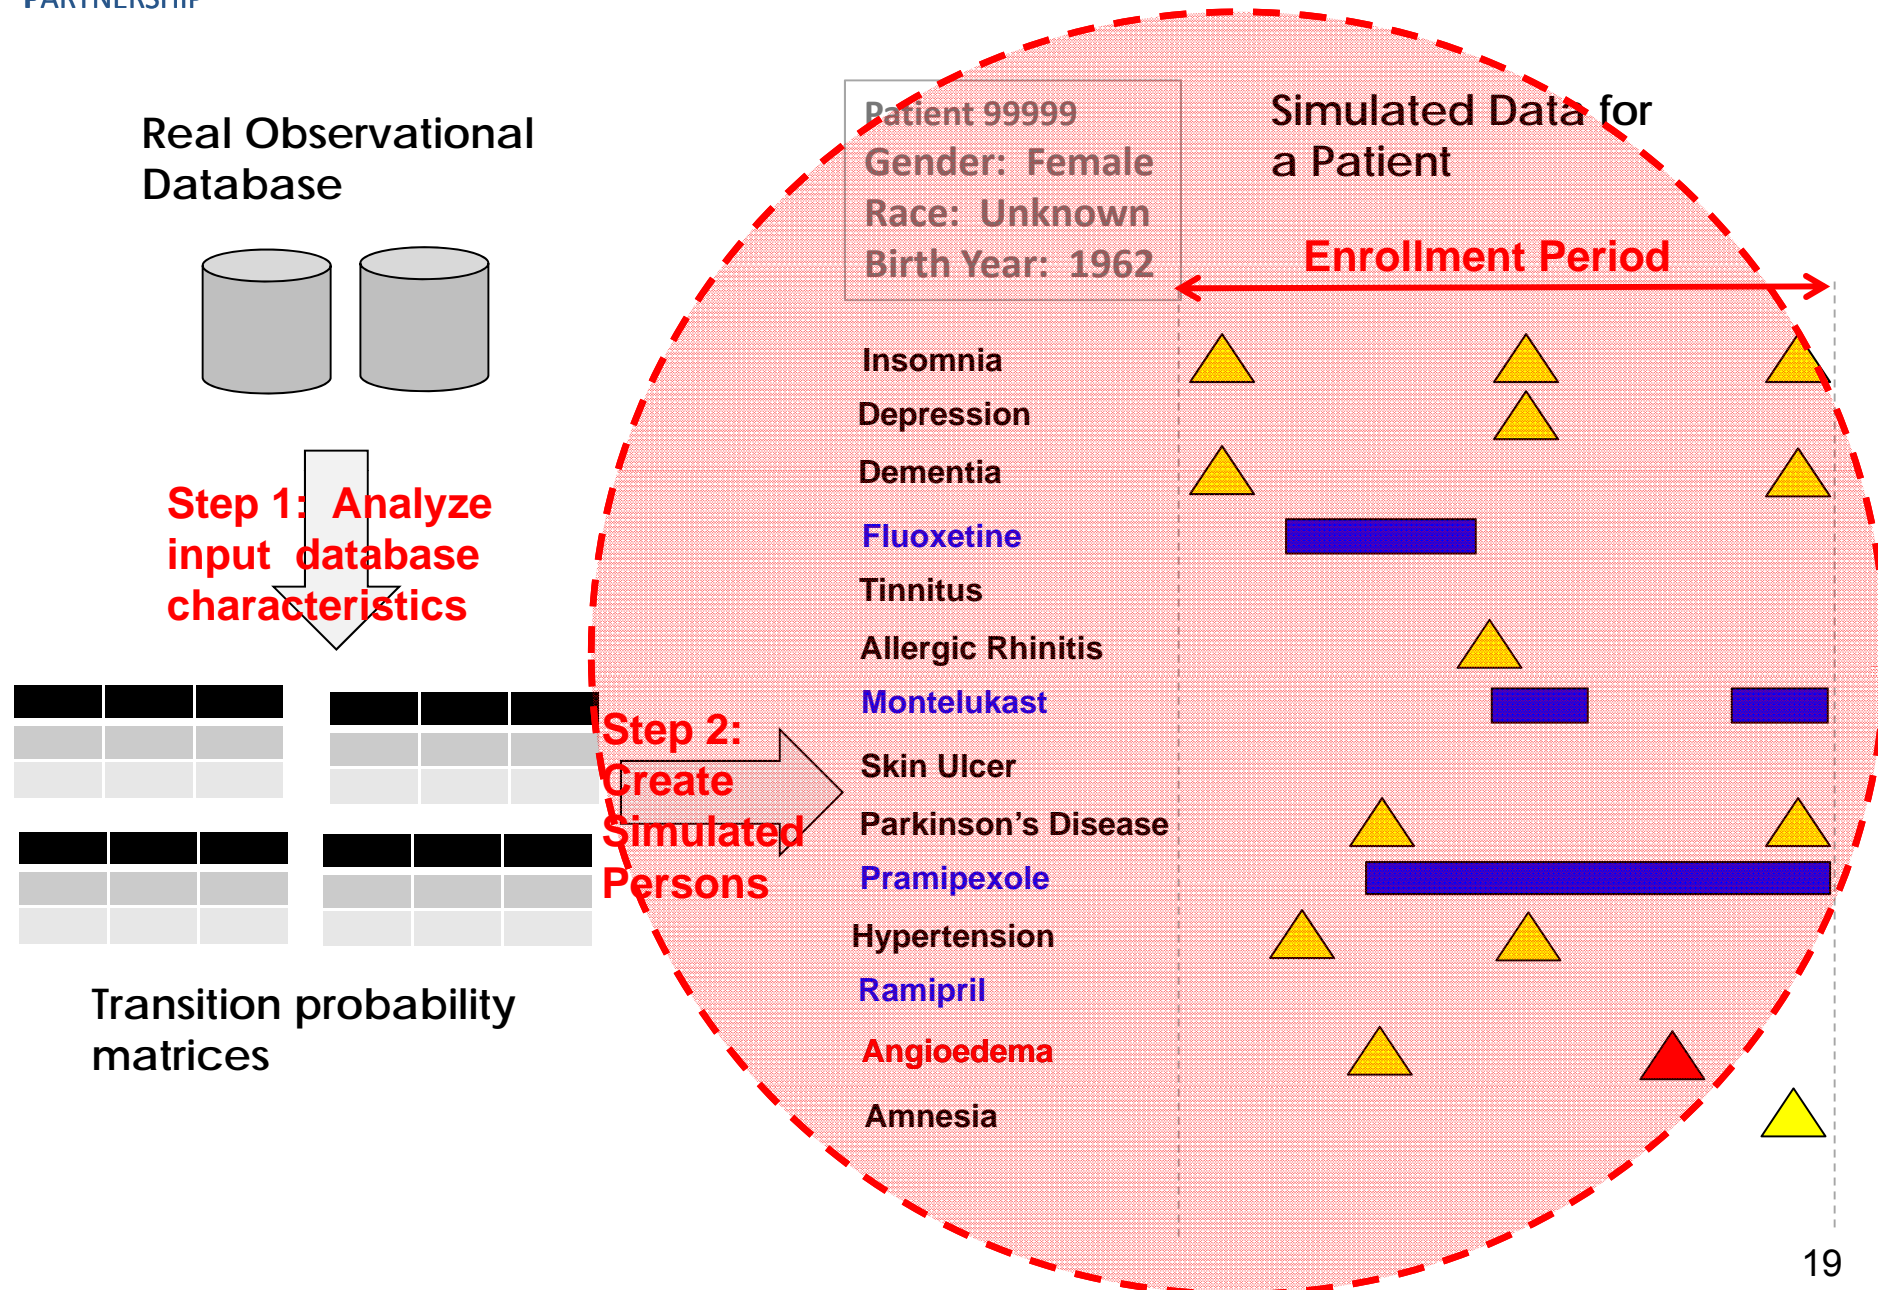 PARTNERSHIP
Real Observational
Database
Step 1: Analyze
input database
characteristics
Transition probability
matrices
Step 2:
Create
Simulated
Persons
Patient 99999
Gender: Female
Race: Unknown
Birth Year: 1962
Simulated Data for
a Patient
Enrollment Period
Insomnia
Depression
Dementia
Fluoxetine
Tinnitus
Allergic Rhinitis
Montelukast
Skin Ulcer
Parkinson’s Disease
Pramipexole
Hypertension
Ramipril
Angioedema
Amnesia
19